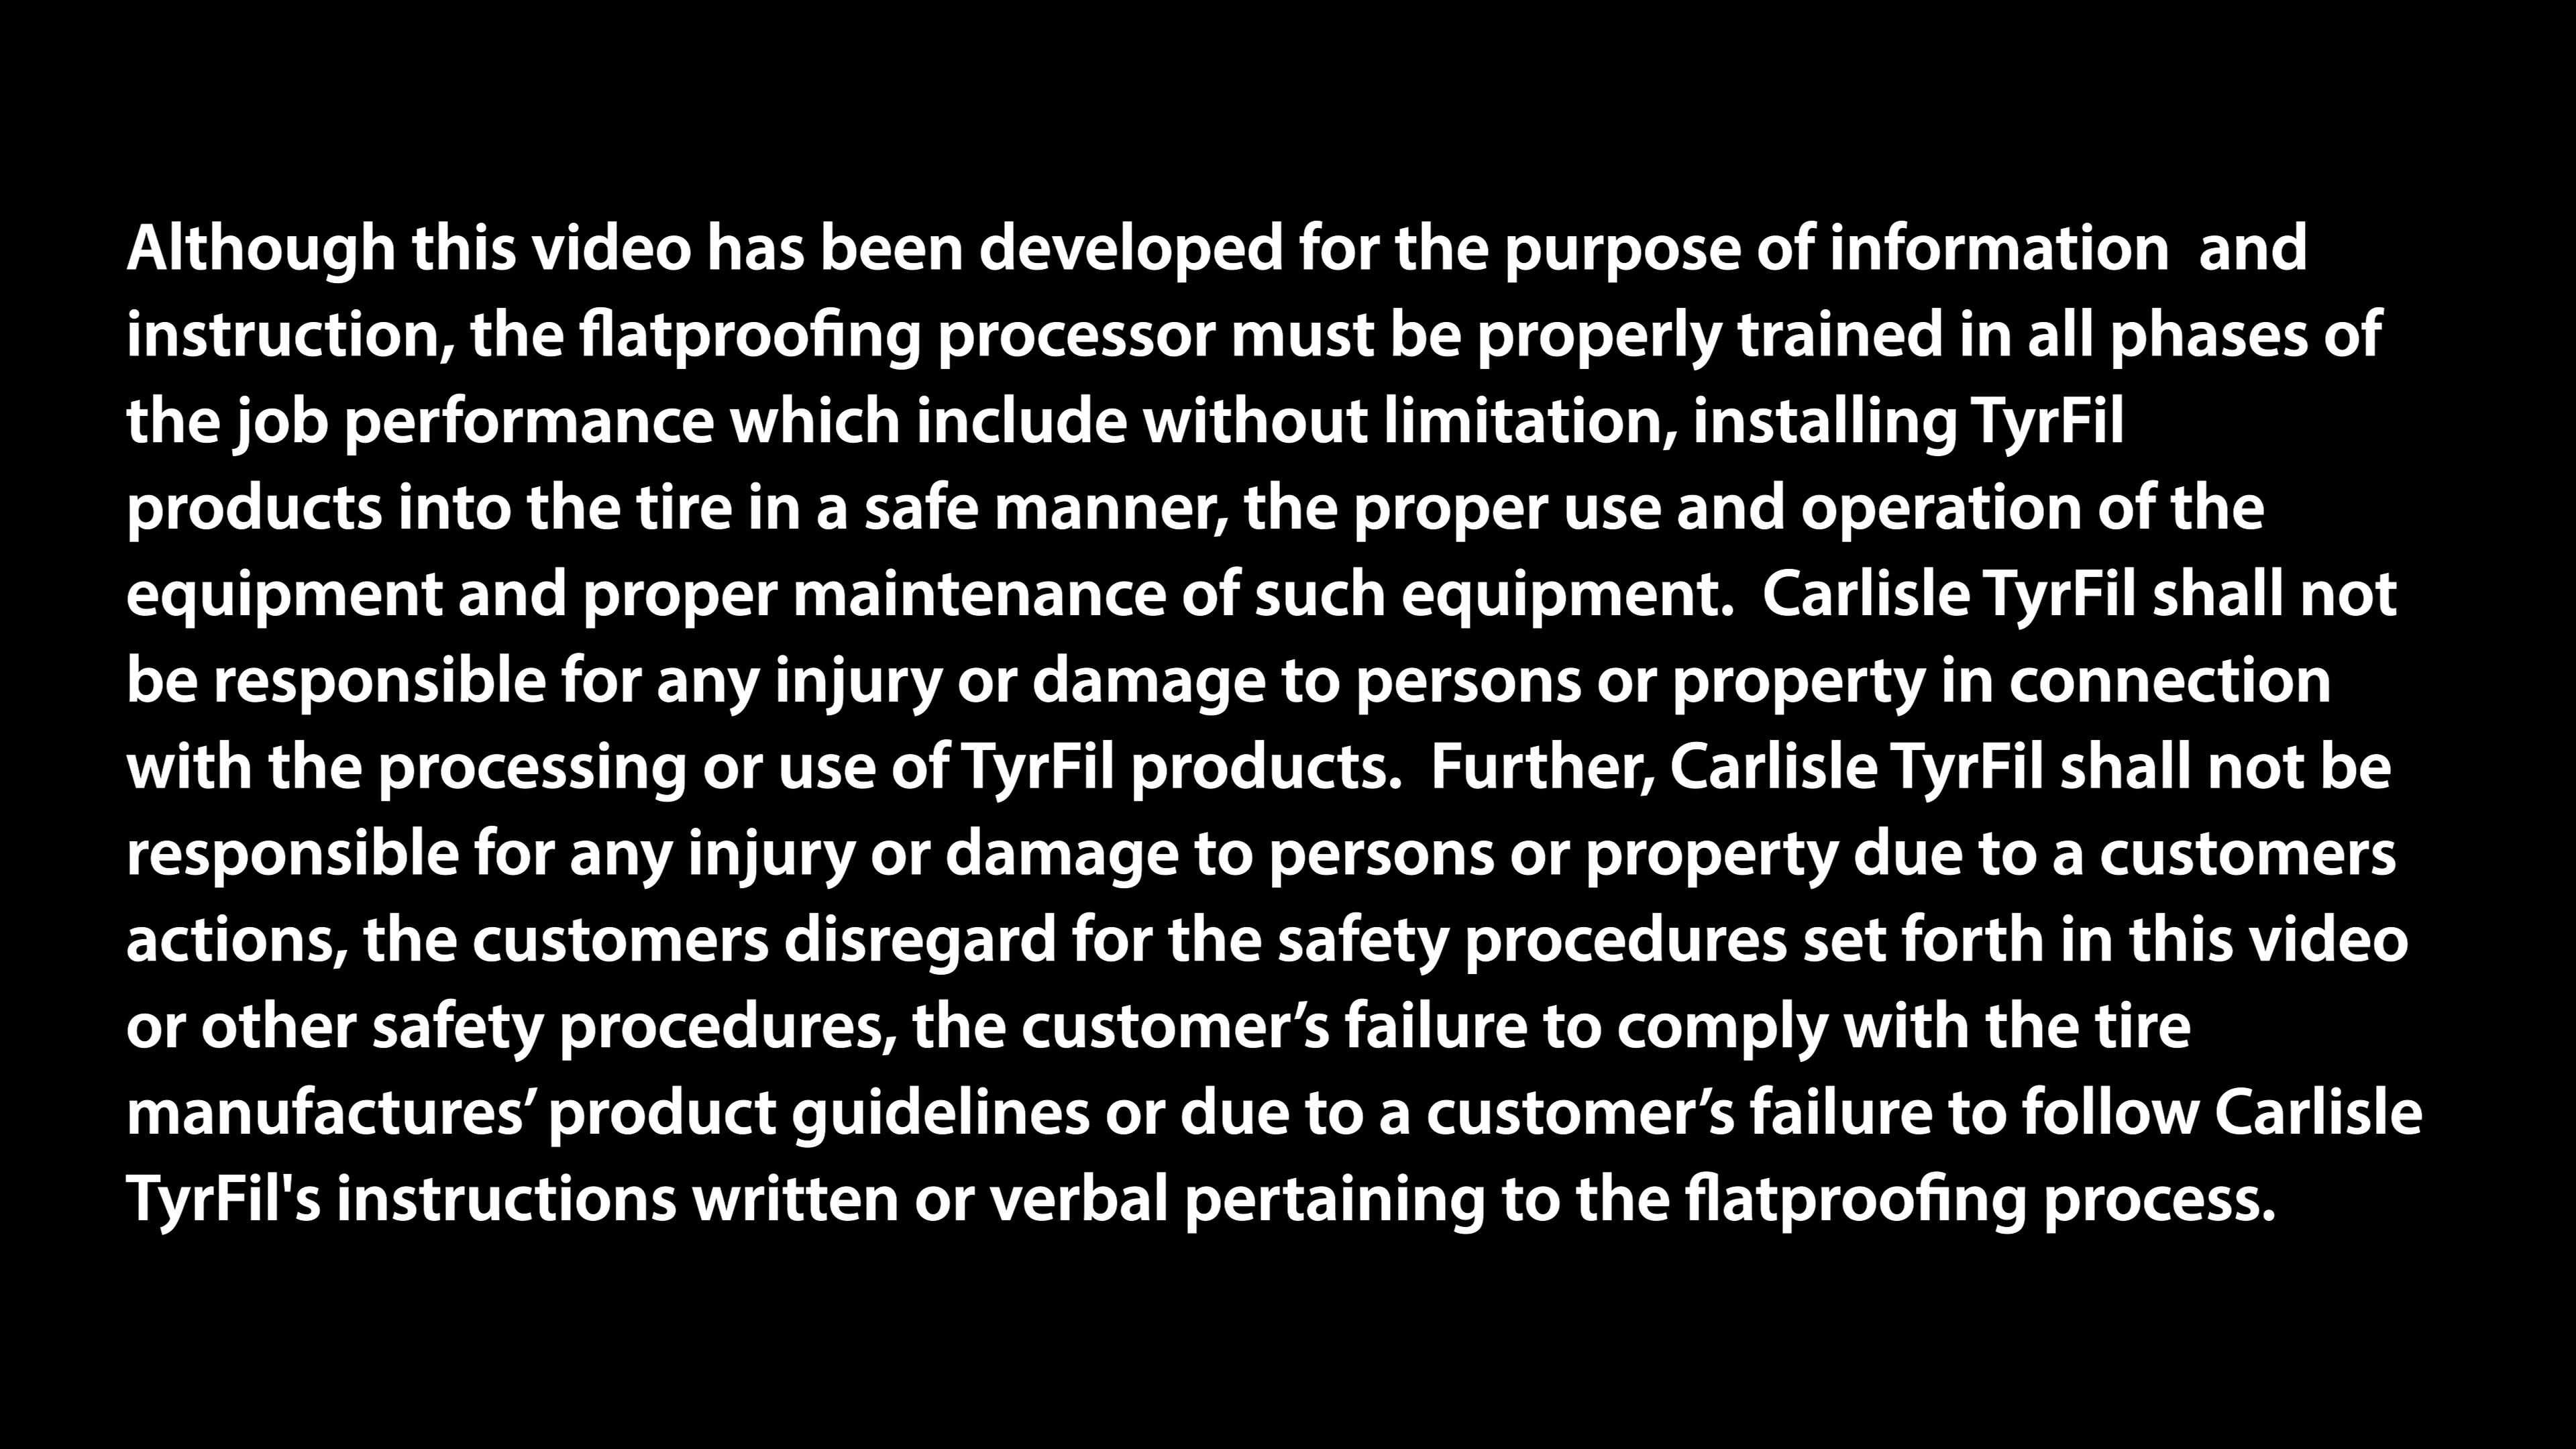 Although this video has been developed for the purpose of information  and
instruction, the flatproofing processor must be properly trained in all phases of
the job performance which include without limitation, installing TyrFil
products into the tire in a safe manner, the proper use and operation of the
equipment and proper maintenance of such equipment.  Carlisle TyrFil shall not
be responsible for any injury or damage to persons or property in connection
with the processing or use of TyrFil products.  Further, Carlisle TyrFil shall not be
responsible for any injury or damage to persons or property due to a customers
actions, the customers disregard for the safety procedures set forth in this video
or other safety procedures, the customer’s failure to comply with the tire
manufactures’ product guidelines or due to a customer’s failure to follow Carlisle
TyrFil's instructions written or verbal pertaining to the flatproofing process.